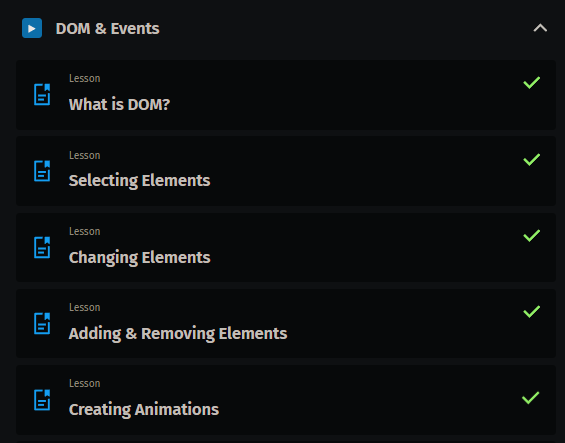 DOM & Events
Lesson
What is DOM?
Lesson
Selecting Elements
Lesson
Changing Elements
Lesson
Adding & Removing Elements
Lesson
Creating Animations